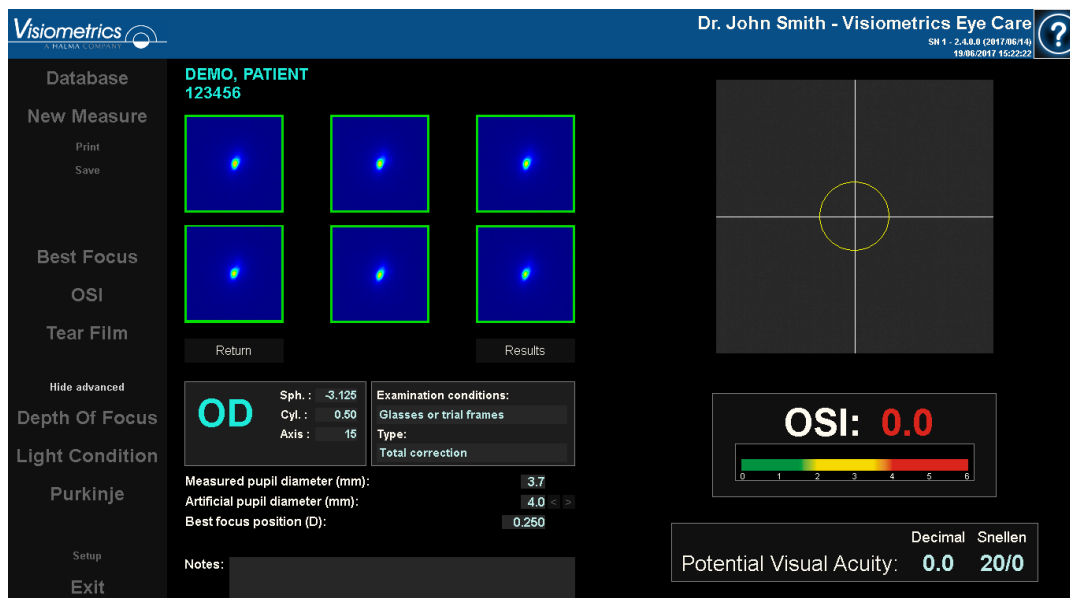 Visiometrics
A HALMA COMPANY
Dr. John Smith - Visiometrics Eye Care
SN 1 - 2.4.0.0 (2017/06/14)
19/06/2017 15:22:22
?
Database
New Measure
Print
Save
Best Focus
OSI
Tear Film
Hide advanced
Depth Of Focus
Light Condition
Purkinje
Setup
Exit
DEMO, PATIENT
123456
Return
Results
OD
Sph. : -3.125
Cyl. : 0.50
Axis : 15
Examination conditions:
Glasses or trial frames
Type:
Total correction
Measured pupil diameter (mm): 3.7
Artificial pupil diameter (mm): 4.0 < >
Best focus position (D): 0.250
Notes:
OSI: 0.0
0 1 2 3 4 5 6
Decimal Snellen
Potential Visual Acuity: 0.0 20/0